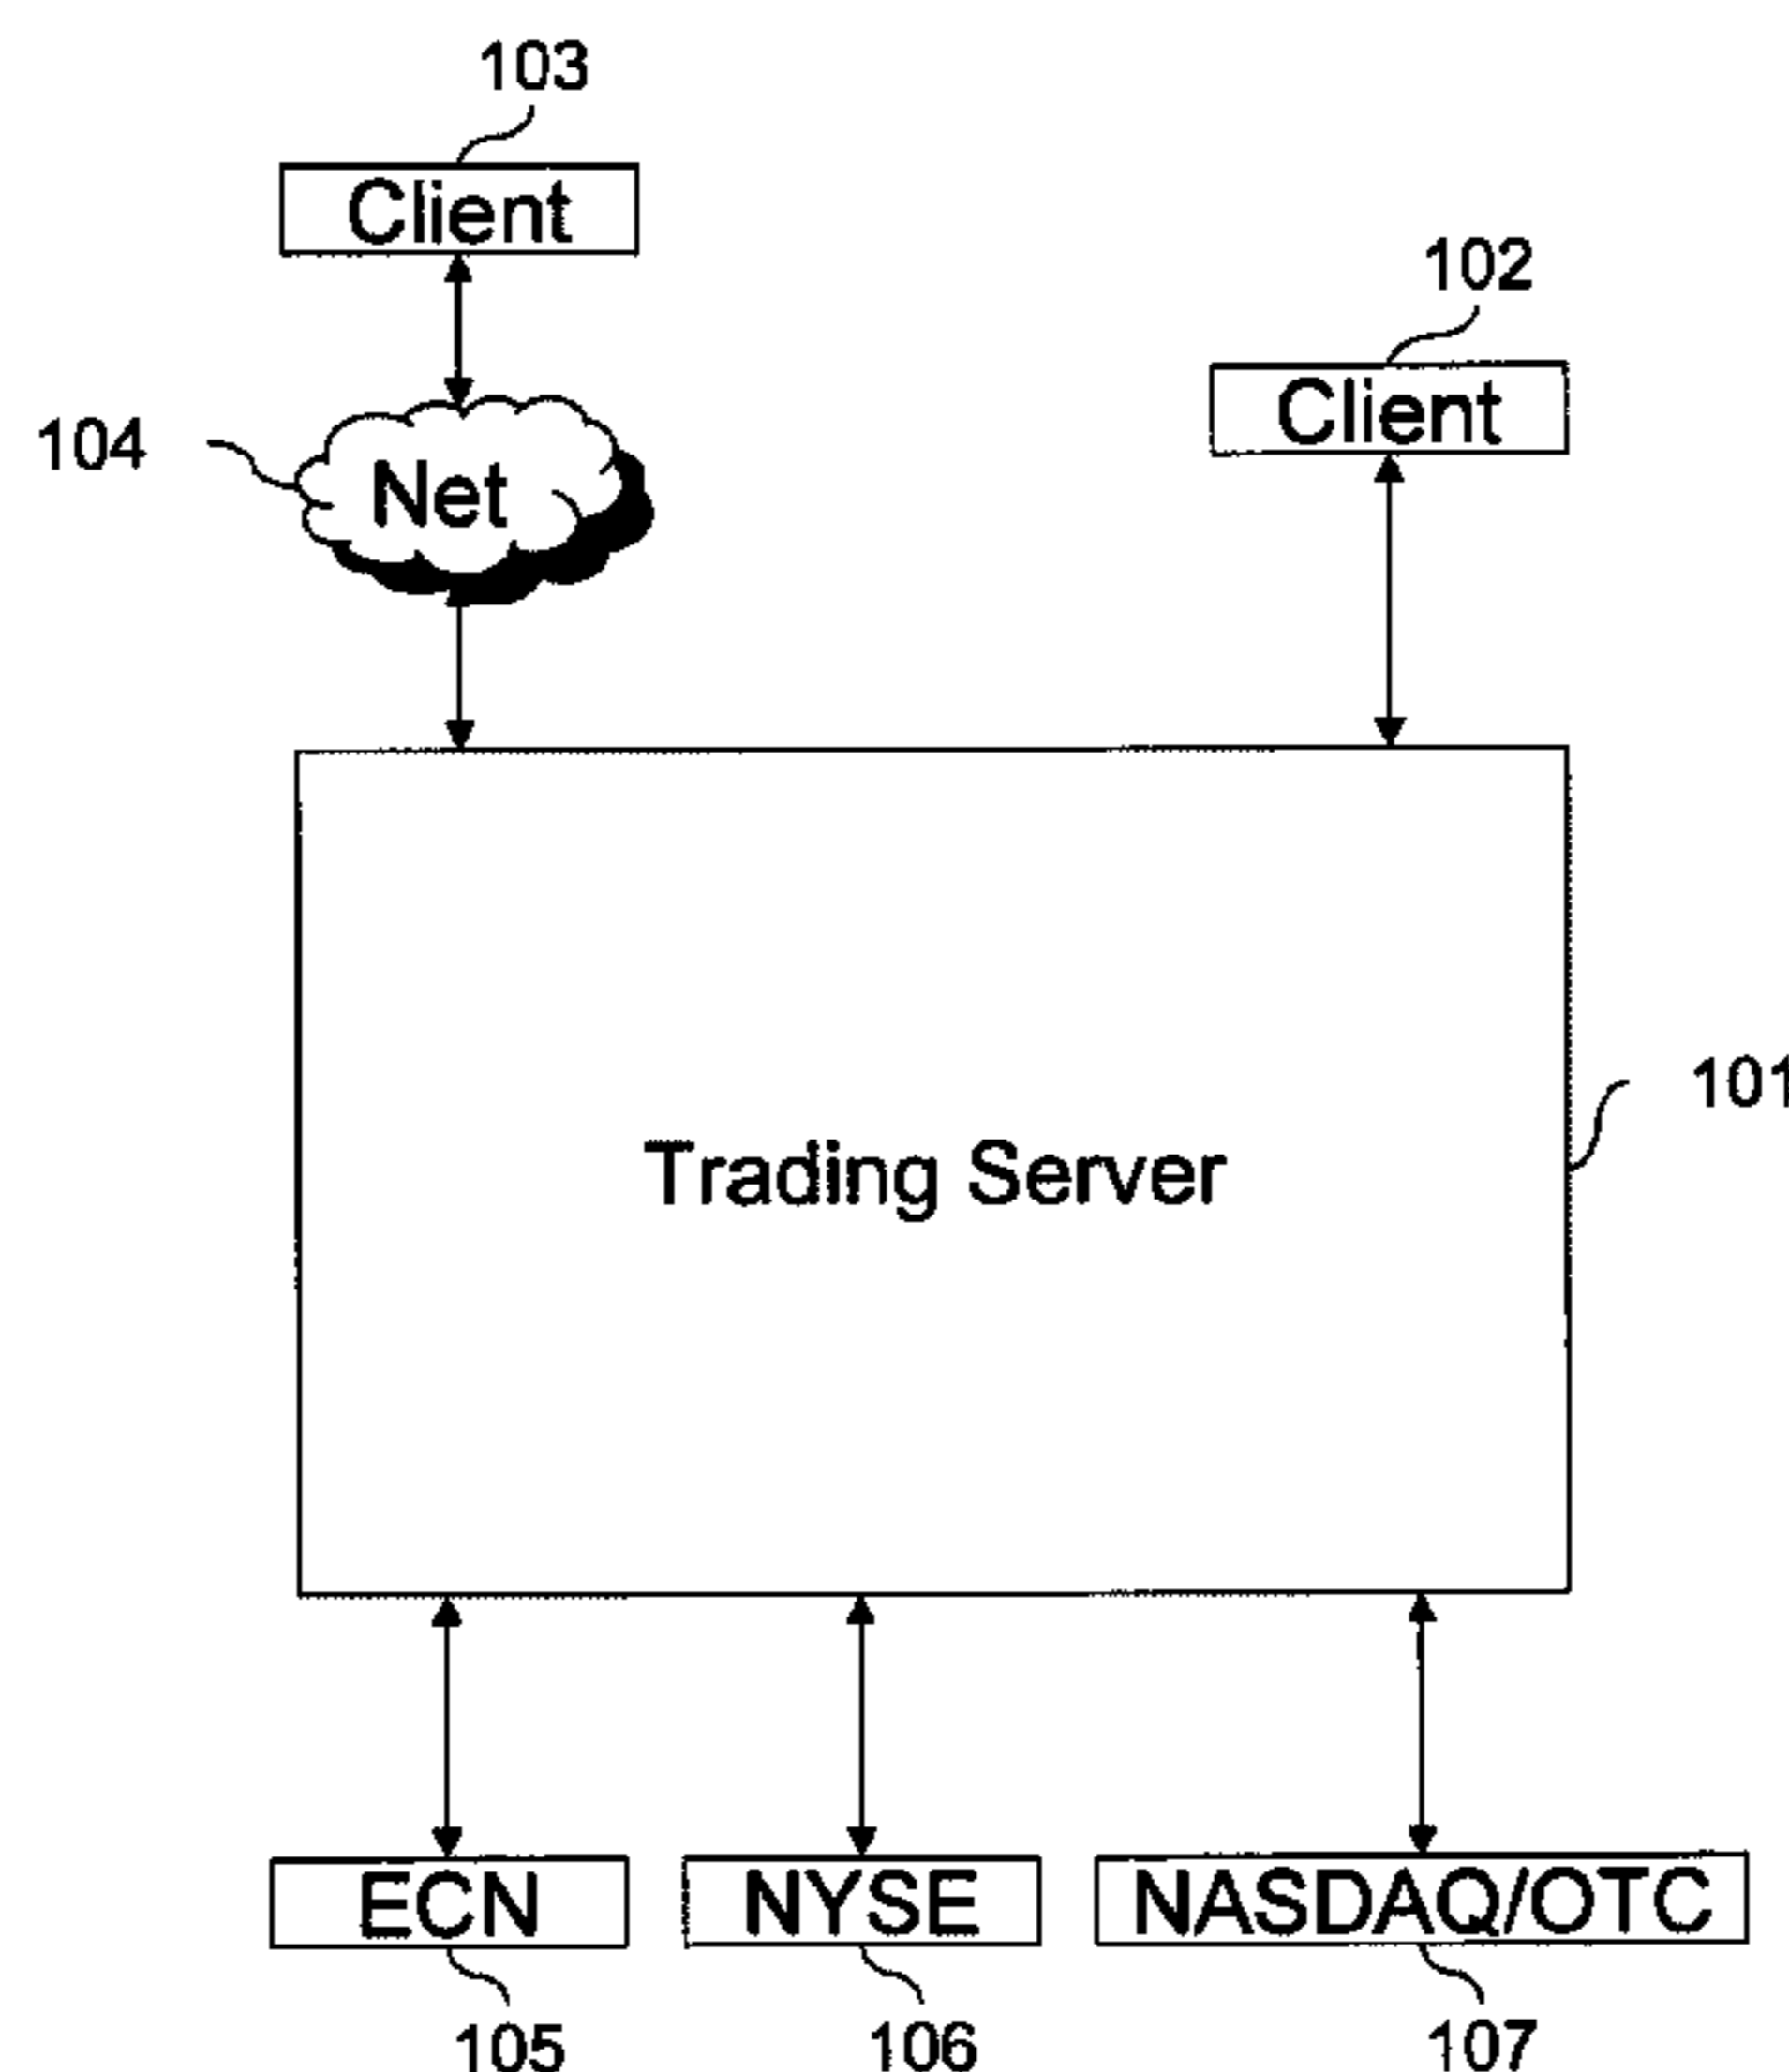 103
Client
102
Client
104
Net
101
Trading Server
ECN
NYSE
NASDAQ/OTC
105
106
107